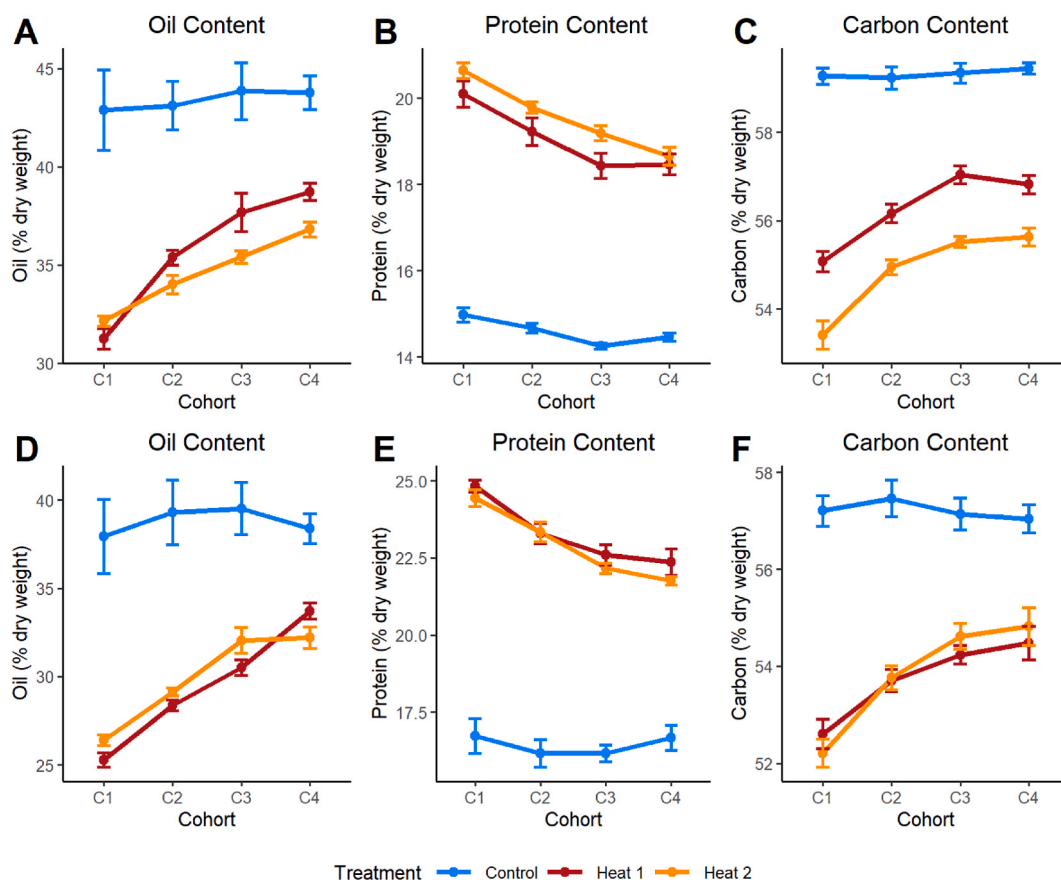 A Oil Content
Oil (% dry weight)
45
40
35
30
C1 C2 C3 C4
Cohort
B Protein Content
Protein (% dry weight)
20
18
16
14
C1 C2 C3 C4
Cohort
C Carbon Content
Carbon (% dry weight)
58
56
54
C1 C2 C3 C4
Cohort
D Oil Content
Oil (% dry weight)
40
35
30
25
C1 C2 C3 C4
Cohort
E Protein Content
Protein (% dry weight)
25.0
22.5
20.0
17.5
C1 C2 C3 C4
Cohort
F Carbon Content
Carbon (% dry weight)
58
56
54
52
C1 C2 C3 C4
Cohort
Treatment Control Heat 1 Heat 2